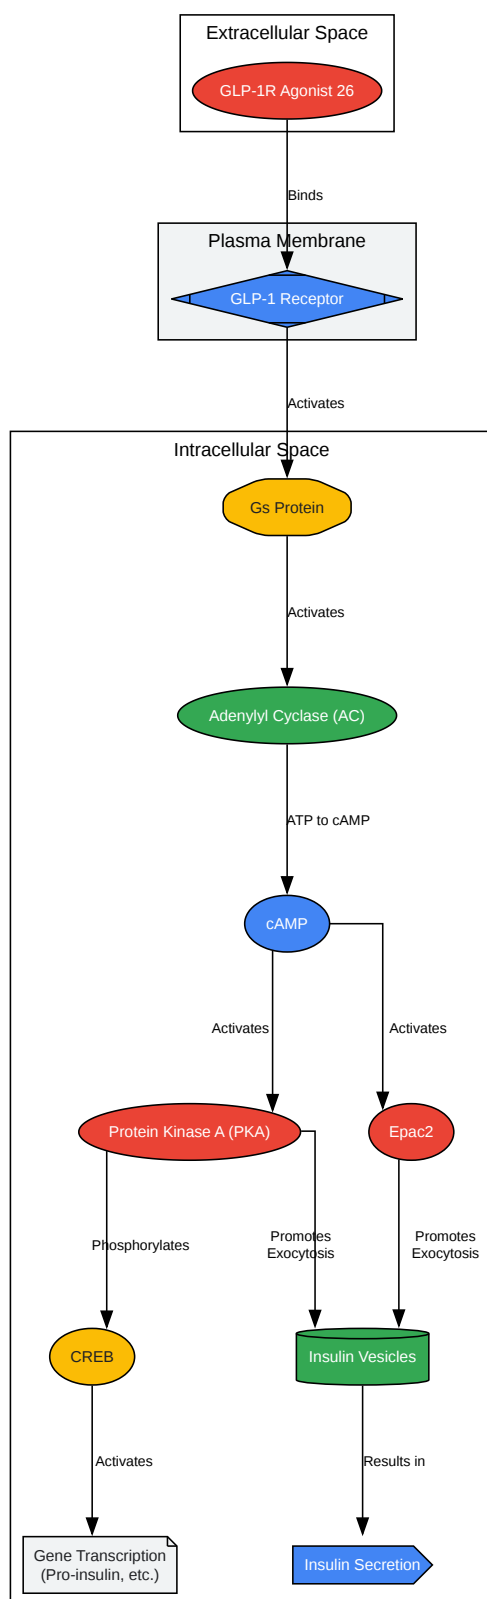 Extracellular Space
GLP-1R Agonist 26
Binds
Plasma Membrane
GLP-1 Receptor
Activates
Intracellular Space
Gs Protein
Activates
Adenylyl Cyclase (AC)
ATP to cAMP
cAMP
Activates
Activates
Protein Kinase A (PKA)
Epac2
Phosphorylates
Promotes
Exocytosis
Promotes
Exocytosis
CREB
Insulin Vesicles
Activates
Results in
Gene Transcription
(Pro-insulin, etc.)
Insulin Secretion